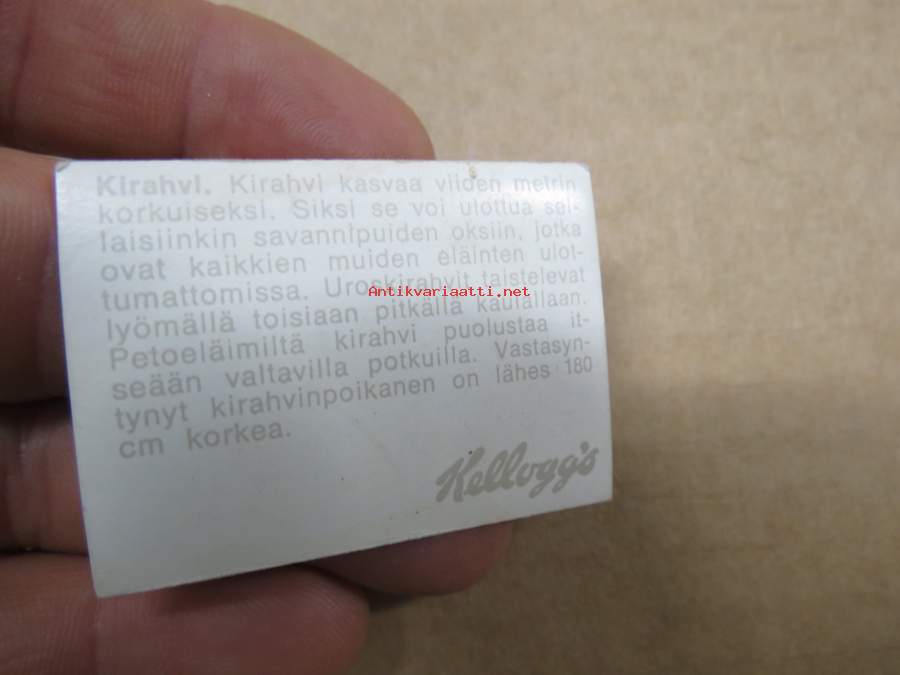 Kirahvi. Kirahvi kasvaa viiden metrin
korkuiseksi. Siksi se voi ulottua sel-
laisiinkin savannipuiden oksiin, jotka
ovat kaikkien muiden eläinten ulot-
tumattomissa. Uroskirahvit taistelevat
Antikvariaatti.net
lyömällä toisiaan pitkällä kaulallaan.
Petoeläimiltä kirahvi puolustaa it-
seään valtavilla potkuilla. Vastasyn-
tynyt kirahvinpoikanen on lähes 180
cm korkea.
Kellogg's